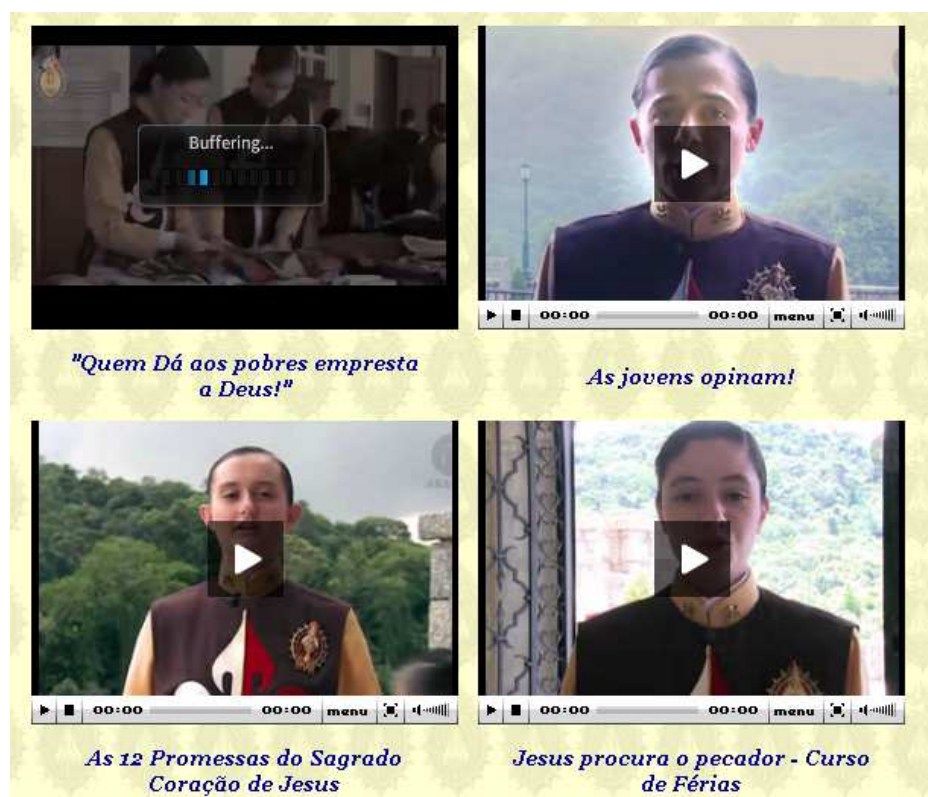 Buffering...
00:00 00:00 menu
"Quem Dá aos pobres empresta
a Deus!"
As jovens opinam!
00:00 00:00 menu
00:00 00:00 menu
As 12 Promessas do Sagrado
Coração de Jesus
Jesus procura o pecador - Curso
de Férias